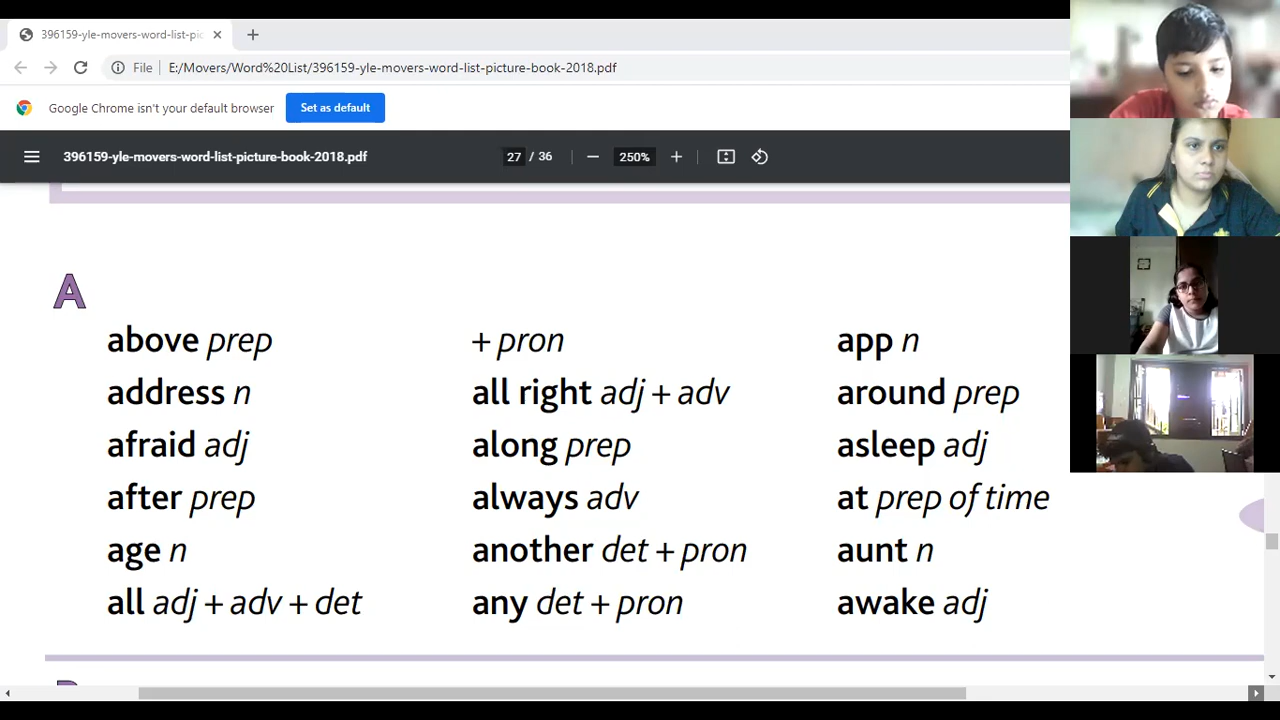 396159-yle-movers-word-list-pic
File | E:/Movers/Word%20List/396159-yle-movers-word-list-picture-book-2018.pdf
Google Chrome isn't your default browser Set as default
396159-yle-movers-word-list-picture-book-2018.pdf 27 / 36 250%
A
above prep
address n
afraid adj
after prep
age n
all adj + adv + det
+ pron
all right adj + adv
along prep
always adv
another det + pron
any det + pron
app n
around prep
asleep adj
at prep of time
aunt n
awake adj